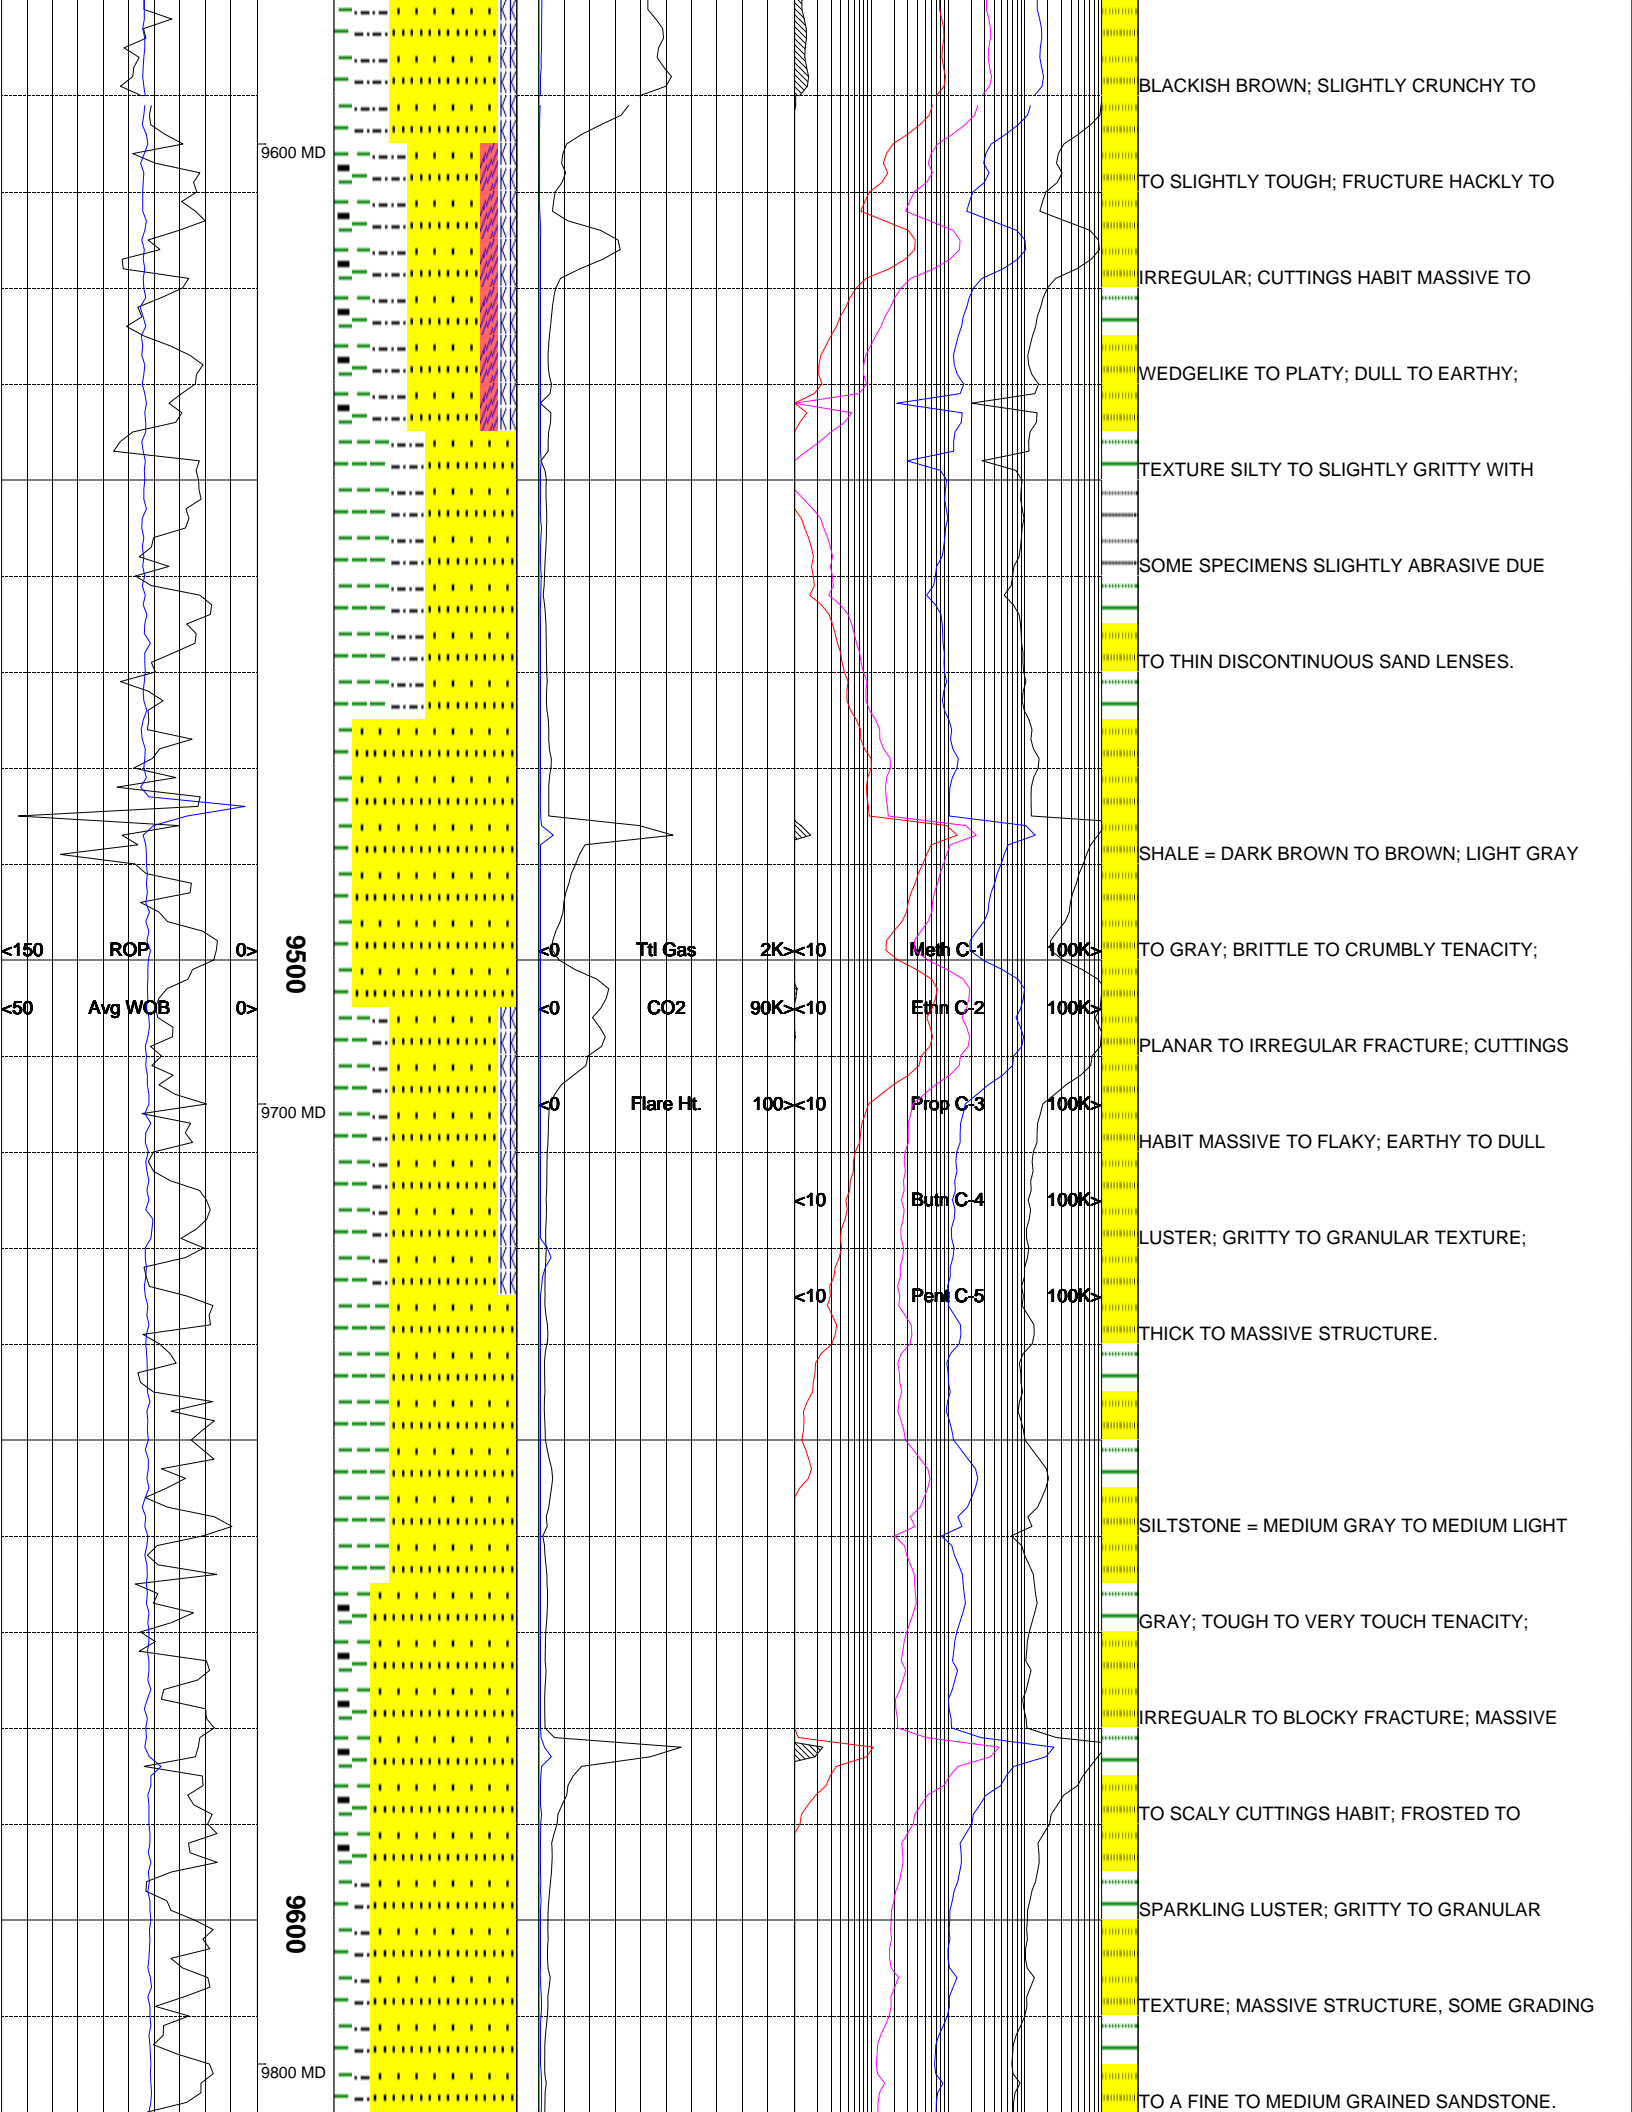 BLACKISH BROWN; SLIGHTLY CRUNCHY TO
9600 MD
TO SLIGHTLY TOUGH; FRUCTURE HACKLY TO
IRREGULAR; CUTTINGS HABIT MASSIVE TO
WEDGELIKE TO PLATY; DULL TO EARTHY;
TEXTURE SILTY TO SLIGHTLY GRITTY WITH
SOME SPECIMENS SLIGHTLY ABRASIVE DUE
TO THIN DISCONTINUOUS SAND LENSES.
SHALE = DARK BROWN TO BROWN; LIGHT GRAY
<150 ROP 0> 9500 <0 Ttl Gas 2K> <10 Meth C-1 100K> TO GRAY; BRITTLE TO CRUMBLY TENACITY;
<50 Avg WOB 0> <0 CO2 90K> <10 Ethn C-2 100K>
PLANAR TO IRREGULAR FRACTURE; CUTTINGS
9700 MD <0 Flare Ht. 100> <10 Prop C-3 100K>
HABIT MASSIVE TO FLAKY; EARTHY TO DULL
<10 Butn C-4 100K>
LUSTER; GRITTY TO GRANULAR TEXTURE;
<10 Pent C-5 100K>
THICK TO MASSIVE STRUCTURE.
SILTSTONE = MEDIUM GRAY TO MEDIUM LIGHT
GRAY; TOUGH TO VERY TOUCH TENACITY;
IRREGUALR TO BLOCKY FRACTURE; MASSIVE
TO SCALY CUTTINGS HABIT; FROSTED TO
9600 SPARKLING LUSTER; GRITTY TO GRANULAR
TEXTURE; MASSIVE STRUCTURE, SOME GRADING
9800 MD
TO A FINE TO MEDIUM GRAINED SANDSTONE.